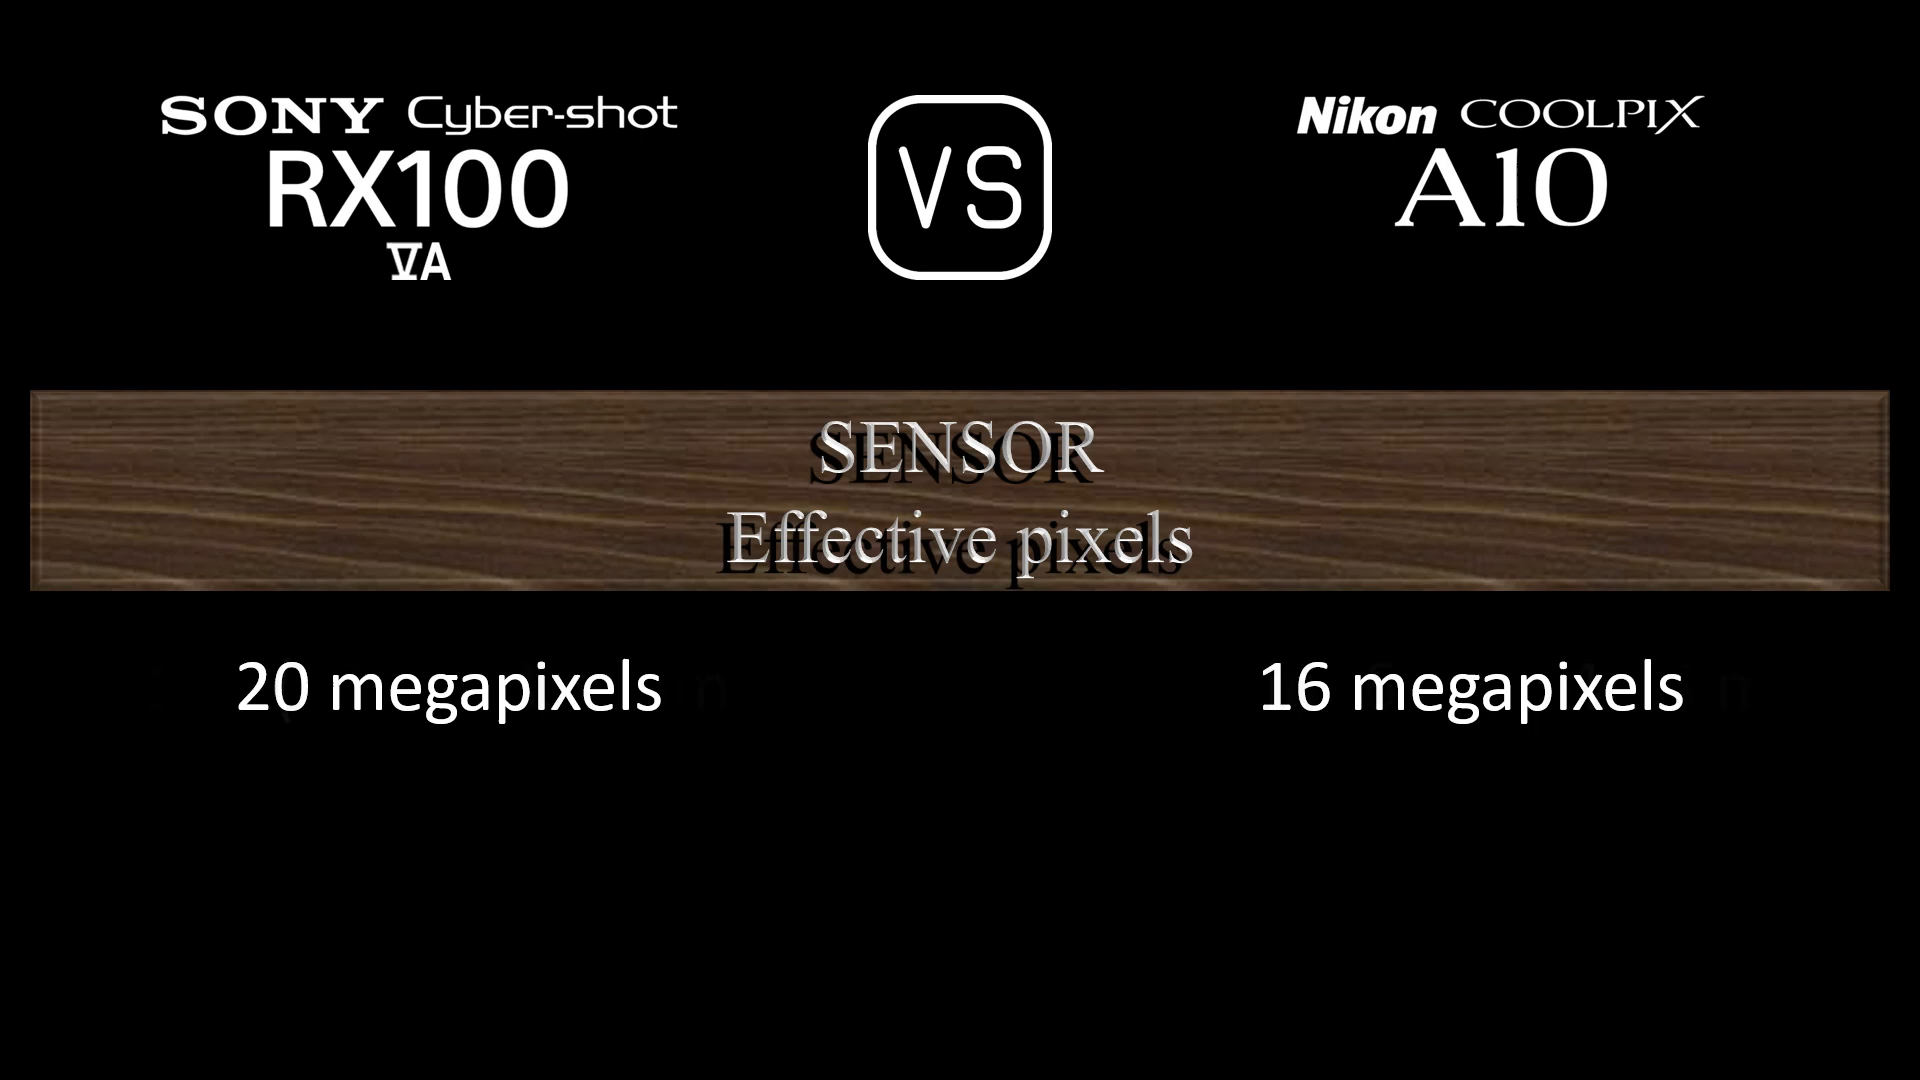 SONY Cyber-shot
RX100
VA
VS
Nikon COOLPIX
A10
SENSOR
Effective pixels
20 megapixels
16 megapixels